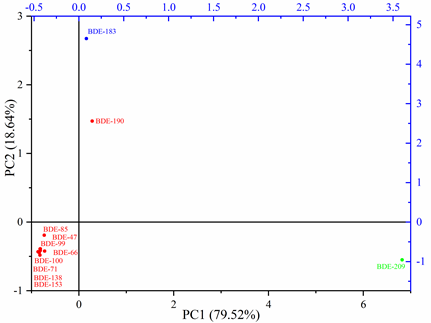 -0.5 0.0 0.5 1.0 1.5 2.0 2.5 3.0 3.5
3 5
BDE-183
4
2
3
BDE-190
2
1
1
0 0
BDE-85
BDE-47
BDE-99
BDE-66
BDE-100
BDE-71
BDE-138
BDE-153
BDE-209
-1
-1
0 2 4 6
PC1 (79.52%)
PC2 (18.64%)